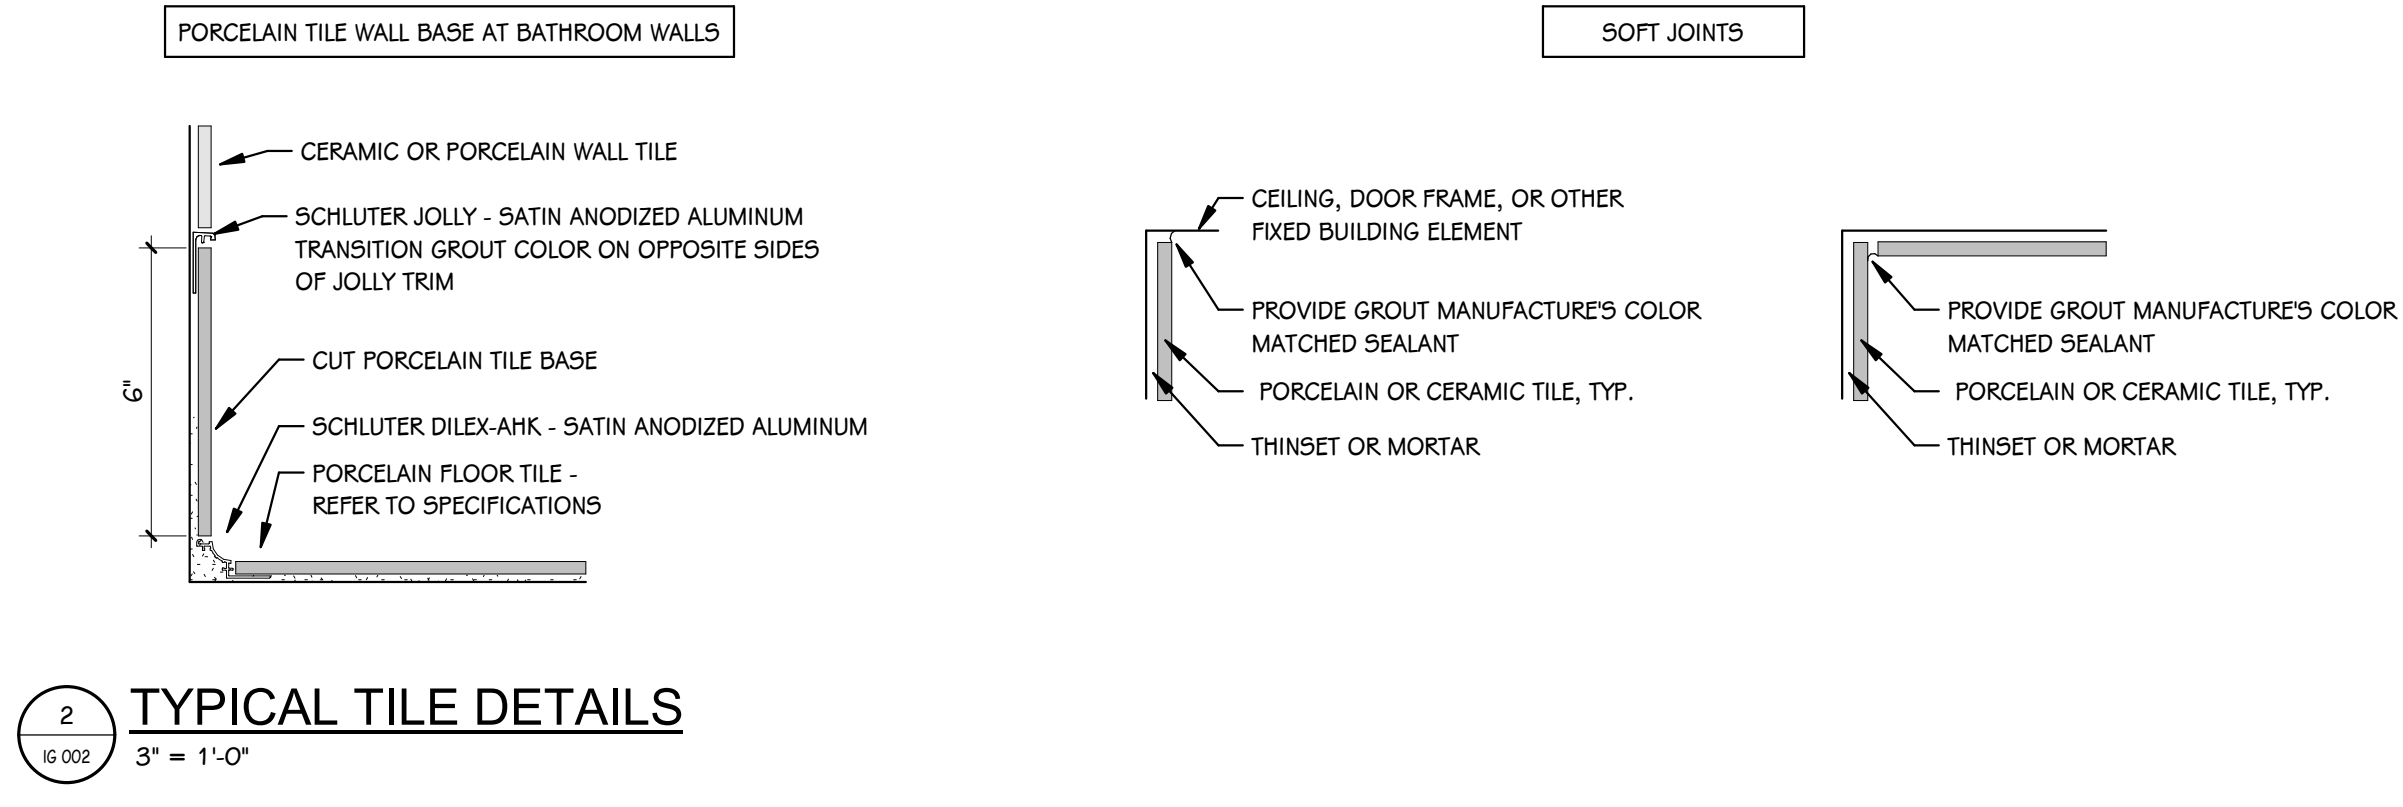 PORCELAIN TILE WALL BASE AT BATHROOM WALLS
CERAMIC OR PORCELAIN WALL TILE
SCHLUTER JOLLY - SATIN ANODIZED ALUMINUM
TRANSITION GROUT COLOR ON OPPOSITE SIDES
OF JOLLY TRIM
6"
CUT PORCELAIN TILE BASE
SCHLUTER DILEX-AHK - SATIN ANODIZED ALUMINUM
PORCELAIN FLOOR TILE -
REFER TO SPECIFICATIONS
SOFT JOINTS
CEILING, DOOR FRAME, OR OTHER
FIXED BUILDING ELEMENT
PROVIDE GROUT MANUFACTURE'S COLOR
MATCHED SEALANT
PORCELAIN OR CERAMIC TILE, TYP.
THINSET OR MORTAR
PROVIDE GROUT MANUFACTURE'S COLOR
MATCHED SEALANT
PORCELAIN OR CERAMIC TILE, TYP.
THINSET OR MORTAR
2
IG 002
TYPICAL TILE DETAILS
3" = 1'-0"